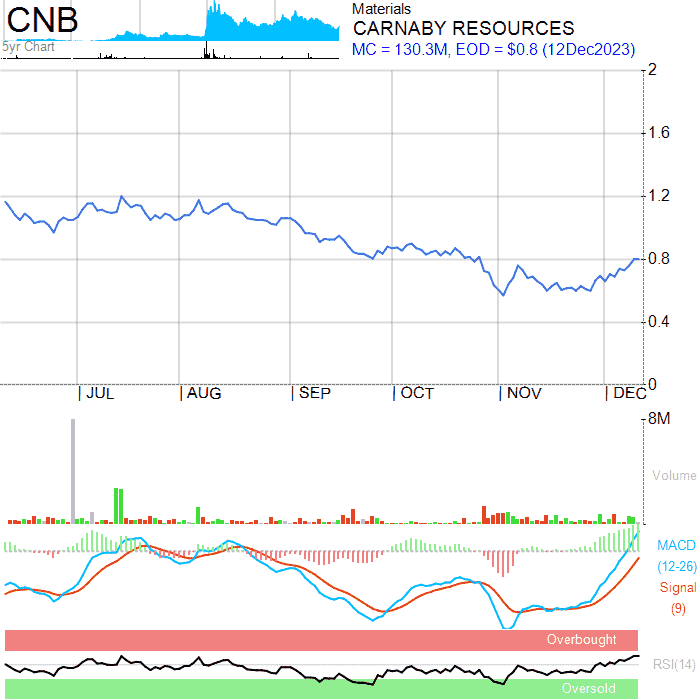 CNB
5yr Chart
Materials
CARNABY RESOURCES
MC = 130.3M, EOD = $0.8 (12Dec2023)
2
1.6
1.2
0.8
0.4
0
JUL AUG SEP OCT NOV DEC
8M
Volume
MACD
(12-26)
Signal
(9)
Overbought
RSI(14)
Oversold